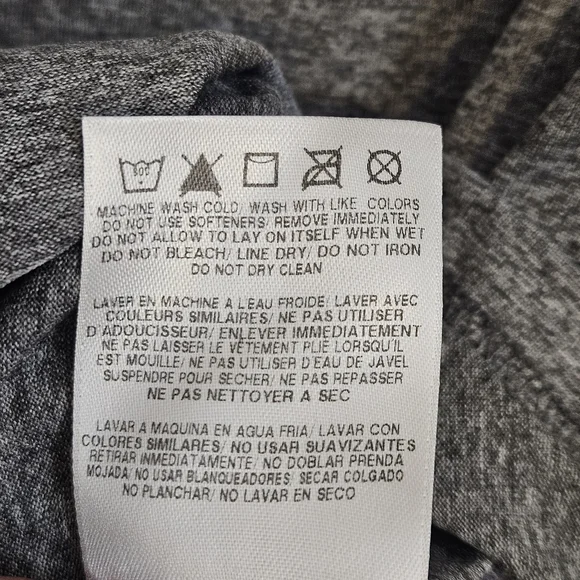 MACHINE WASH COLD/ WASH WITH LIKE COLORS
DO NOT USE SOFTENERS/ REMOVE IMMEDIATELY
DO NOT ALLOW TO LAY ON ITSELF WHEN WET
DO NOT BLEACH/ LINE DRY/ DO NOT IRON
DO NOT DRY CLEAN
LAVER EN MACHINE A L'EAU FROIDE/ LAVER AVEC
COULEURS SIMILAIRES/ NE PAS UTILISER
D'ADOUCISSEUR/ ENLEVER IMMEDIATEMENT
NE PAS LAISSER LE VÊTEMENT PLIE LORSQU'IL
EST MOUILLE/ NE PAS UTILISER D'EAU DE JAVEL
SUSPENDRE POUR SECHER/ NE PAS REPASSER
NE PAS NETTOYER A SEC
LAVAR A MAQUINA EN AGUA FRIA/ LAVAR CON
COLORES SIMILARES/ NO USAR SUAVIZANTES
RETIRAR INMEDIATAMENTE/ NO DOBLAR PRENDA
MOJADA/ NO USAR BLANQUEADORES/ SECAR COLGADO
NO PLANCHAR/ NO LAVAR EN SECO